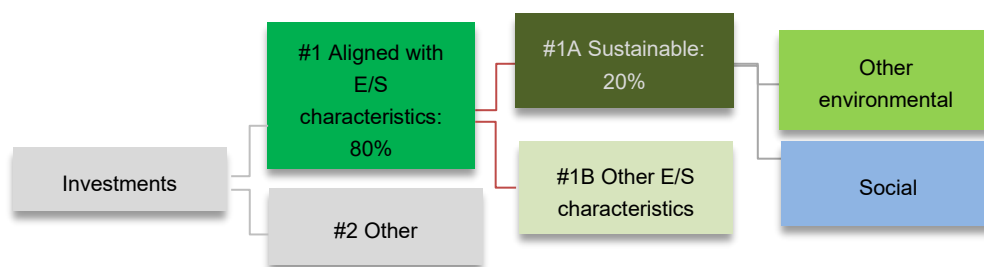 Investments
#1 Aligned with
E/S
characteristics:
80%
#2 Other
#1A Sustainable:
20%
#1B Other E/S
characteristics
Other
environmental
Social